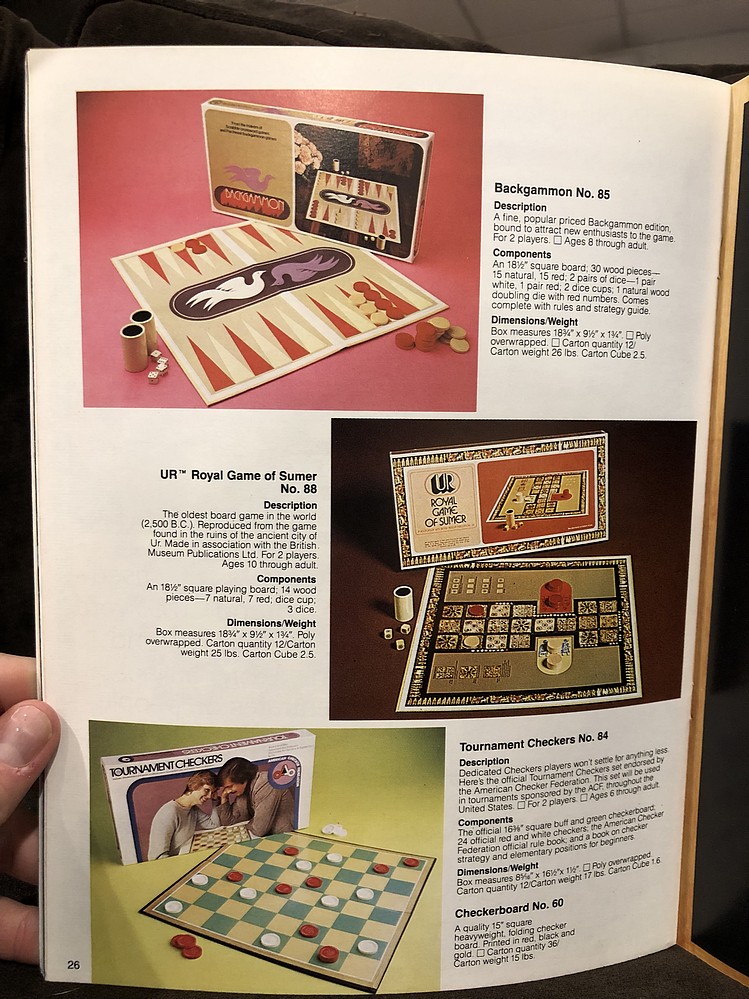 BACKGAMMON
Backgammon No. 85
Description
A fine, popular priced Backgammon edition,
bound to attract new enthusiasts to the game.
For 2 players. □ Ages 8 through adult.
Components
An 18½" square board; 30 wood pieces—
15 natural, 15 red, 2 pairs of dice—1 pair
white, 1 pair red; 2 dice cups; 1 natural wood
doubling die with red numbers. Comes
complete with rules and strategy guide.
Dimensions/Weight
Box measures 18¾" x 9½" x 1¾". □ Poly
overwrapped. □ Carton quantity 12/
Carton weight 26 lbs. Carton Cube 2.5.
UR™ Royal Game of Sumer
No. 88
Description
The oldest board game in the world
(2,500 B.C.). Reproduced from the game
found in the ruins of the ancient city of
Ur. Made in association with the British
Museum Publications Ltd. For 2 players.
Ages 10 through adult.
Components
An 18½" square playing board; 14 wood
pieces—7 natural, 7 red; dice cup;
3 dice.
Dimensions/Weight
Box measures 18¾" x 9½" x 1¾". Poly
overwrapped. Carton quantity 12/Carton
weight 25 lbs. Carton Cube 2.5.
UR
ROYAL
GAME
OF SUMER
TOURNAMENT CHECKERS
TOURNAMENT CHECKERS
Tournament Checkers No. 84
Description
Dedicated Checkers players won't settle for anything less.
Here's the official Tournament Checkers set endorsed by
the American Checker Federation. This set will be used
in tournaments sponsored by the ACF, throughout the
United States. □ For 2 players. □ Ages 6 through adult.
Components
The official 16⅜" square buff and green checkerboard;
24 official red and white checkers; the American Checker
Federation official rule book; and a book on checker
strategy and elementary positions for beginners.
Dimensions/Weight
Box measures x 16½" x 1½". □ Poly overwrapped.
Carton quantity 12/Carton weight 17 lbs. Carton Cube 1.6.
Checkerboard No. 60
A quality 15" square
heavyweight, folding checker
board. Printed in red, black and
gold. □ Carton quantity 36/
Carton weight 15 lbs.
26